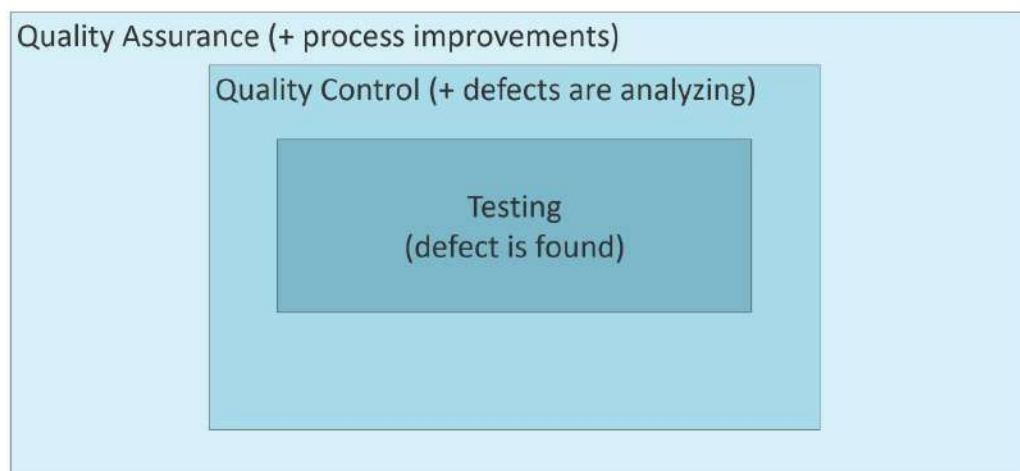 Quality Assurance (+ process improvements)
Quality Control (+ defects are analyzing)
Testing
(defect is found)